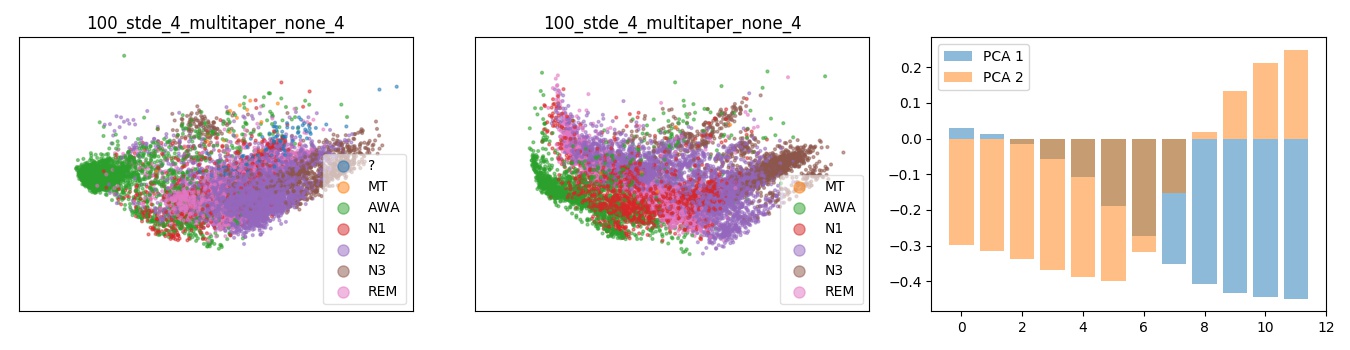 100_stde_4_multitaper_none_4
?
MT
AWA
N1
N2
N3
REM
100_stde_4_multitaper_none_4
MT
AWA
N1
N2
N3
REM
PCA 1
PCA 2
0.2
0.1
0.0
−0.1
−0.2
−0.3
−0.4
0 2 4 6 8 10 12